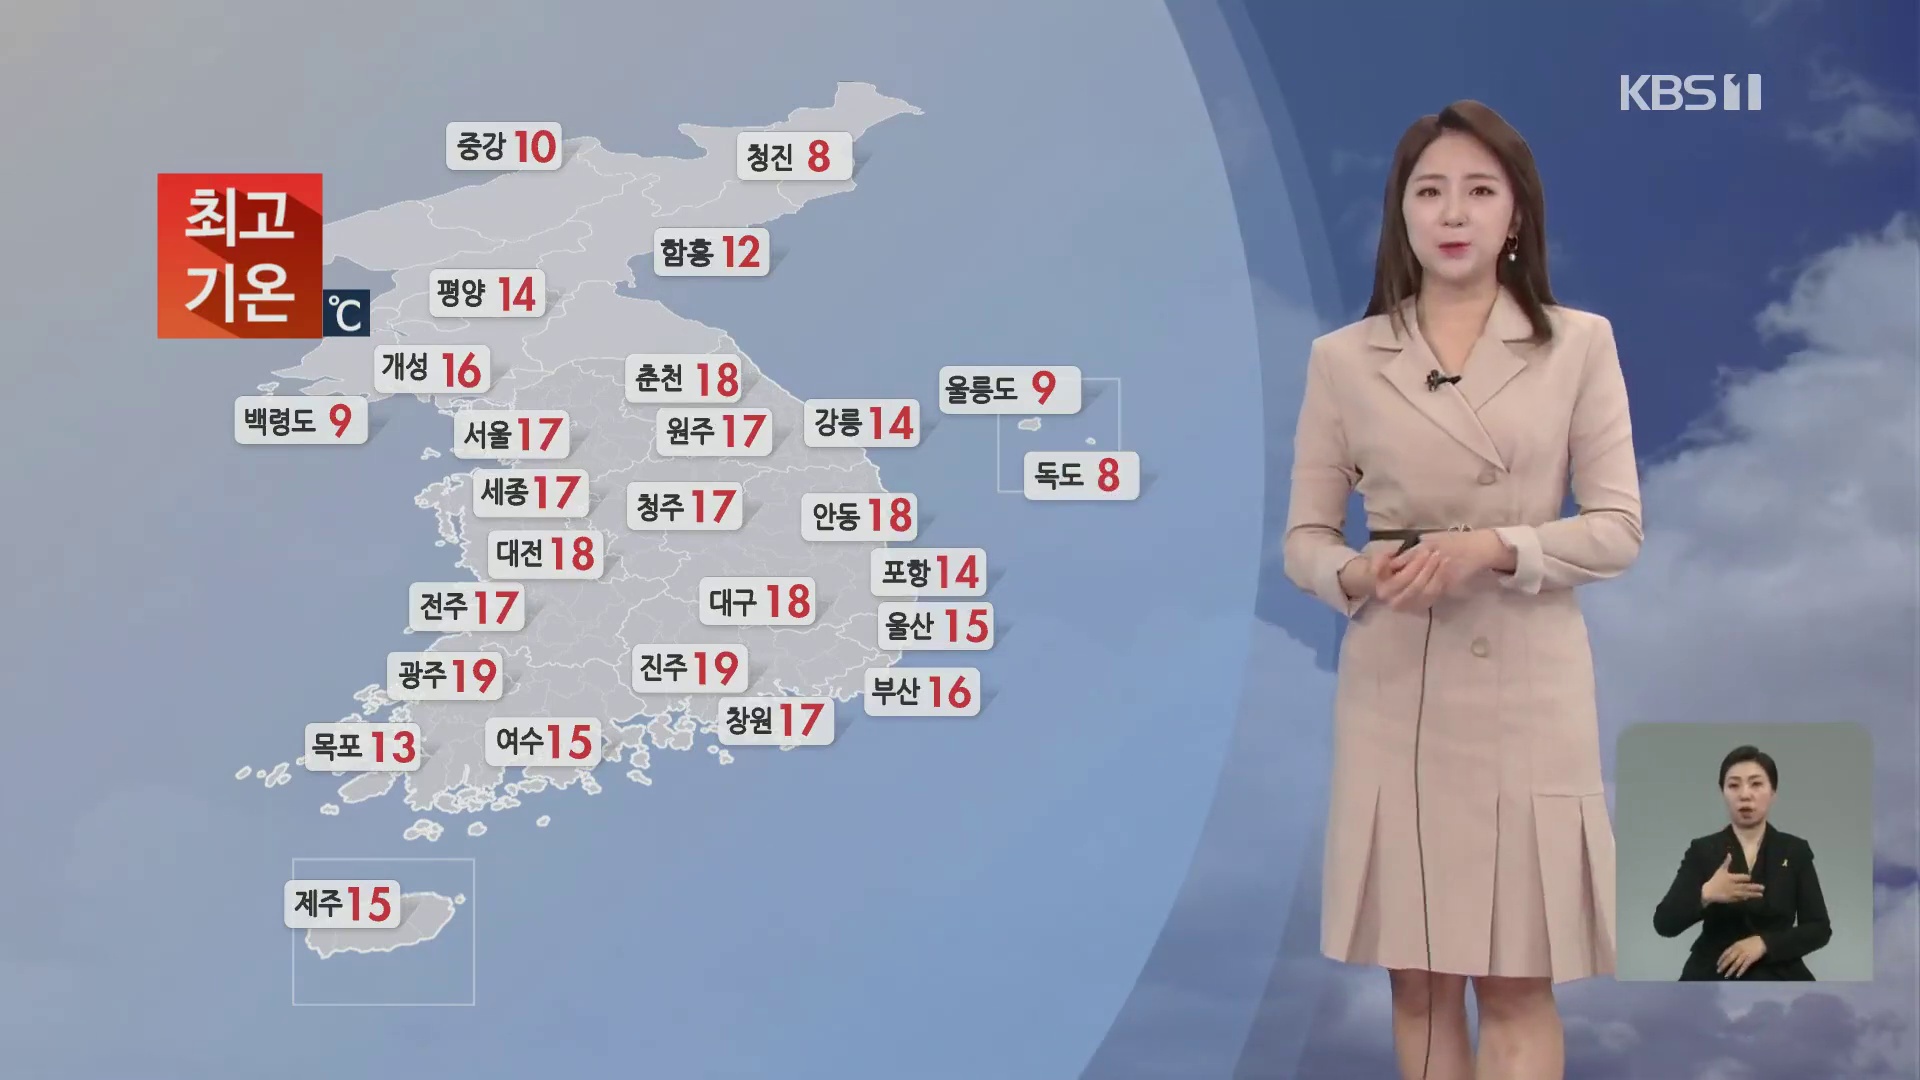 KBS 1
최고
기온
℃
중강 10
청진 8
함흥 12
평양 14
개성 16
춘천 18
백령도 9
서울 17
원주 17
강릉 14
울릉도 9
독도 8
세종 17
청주 17
안동 18
대전 18
포항 14
전주 17
대구 18
울산 15
광주 19
진주 19
부산 16
창원 17
목포 13
여수 15
제주 15